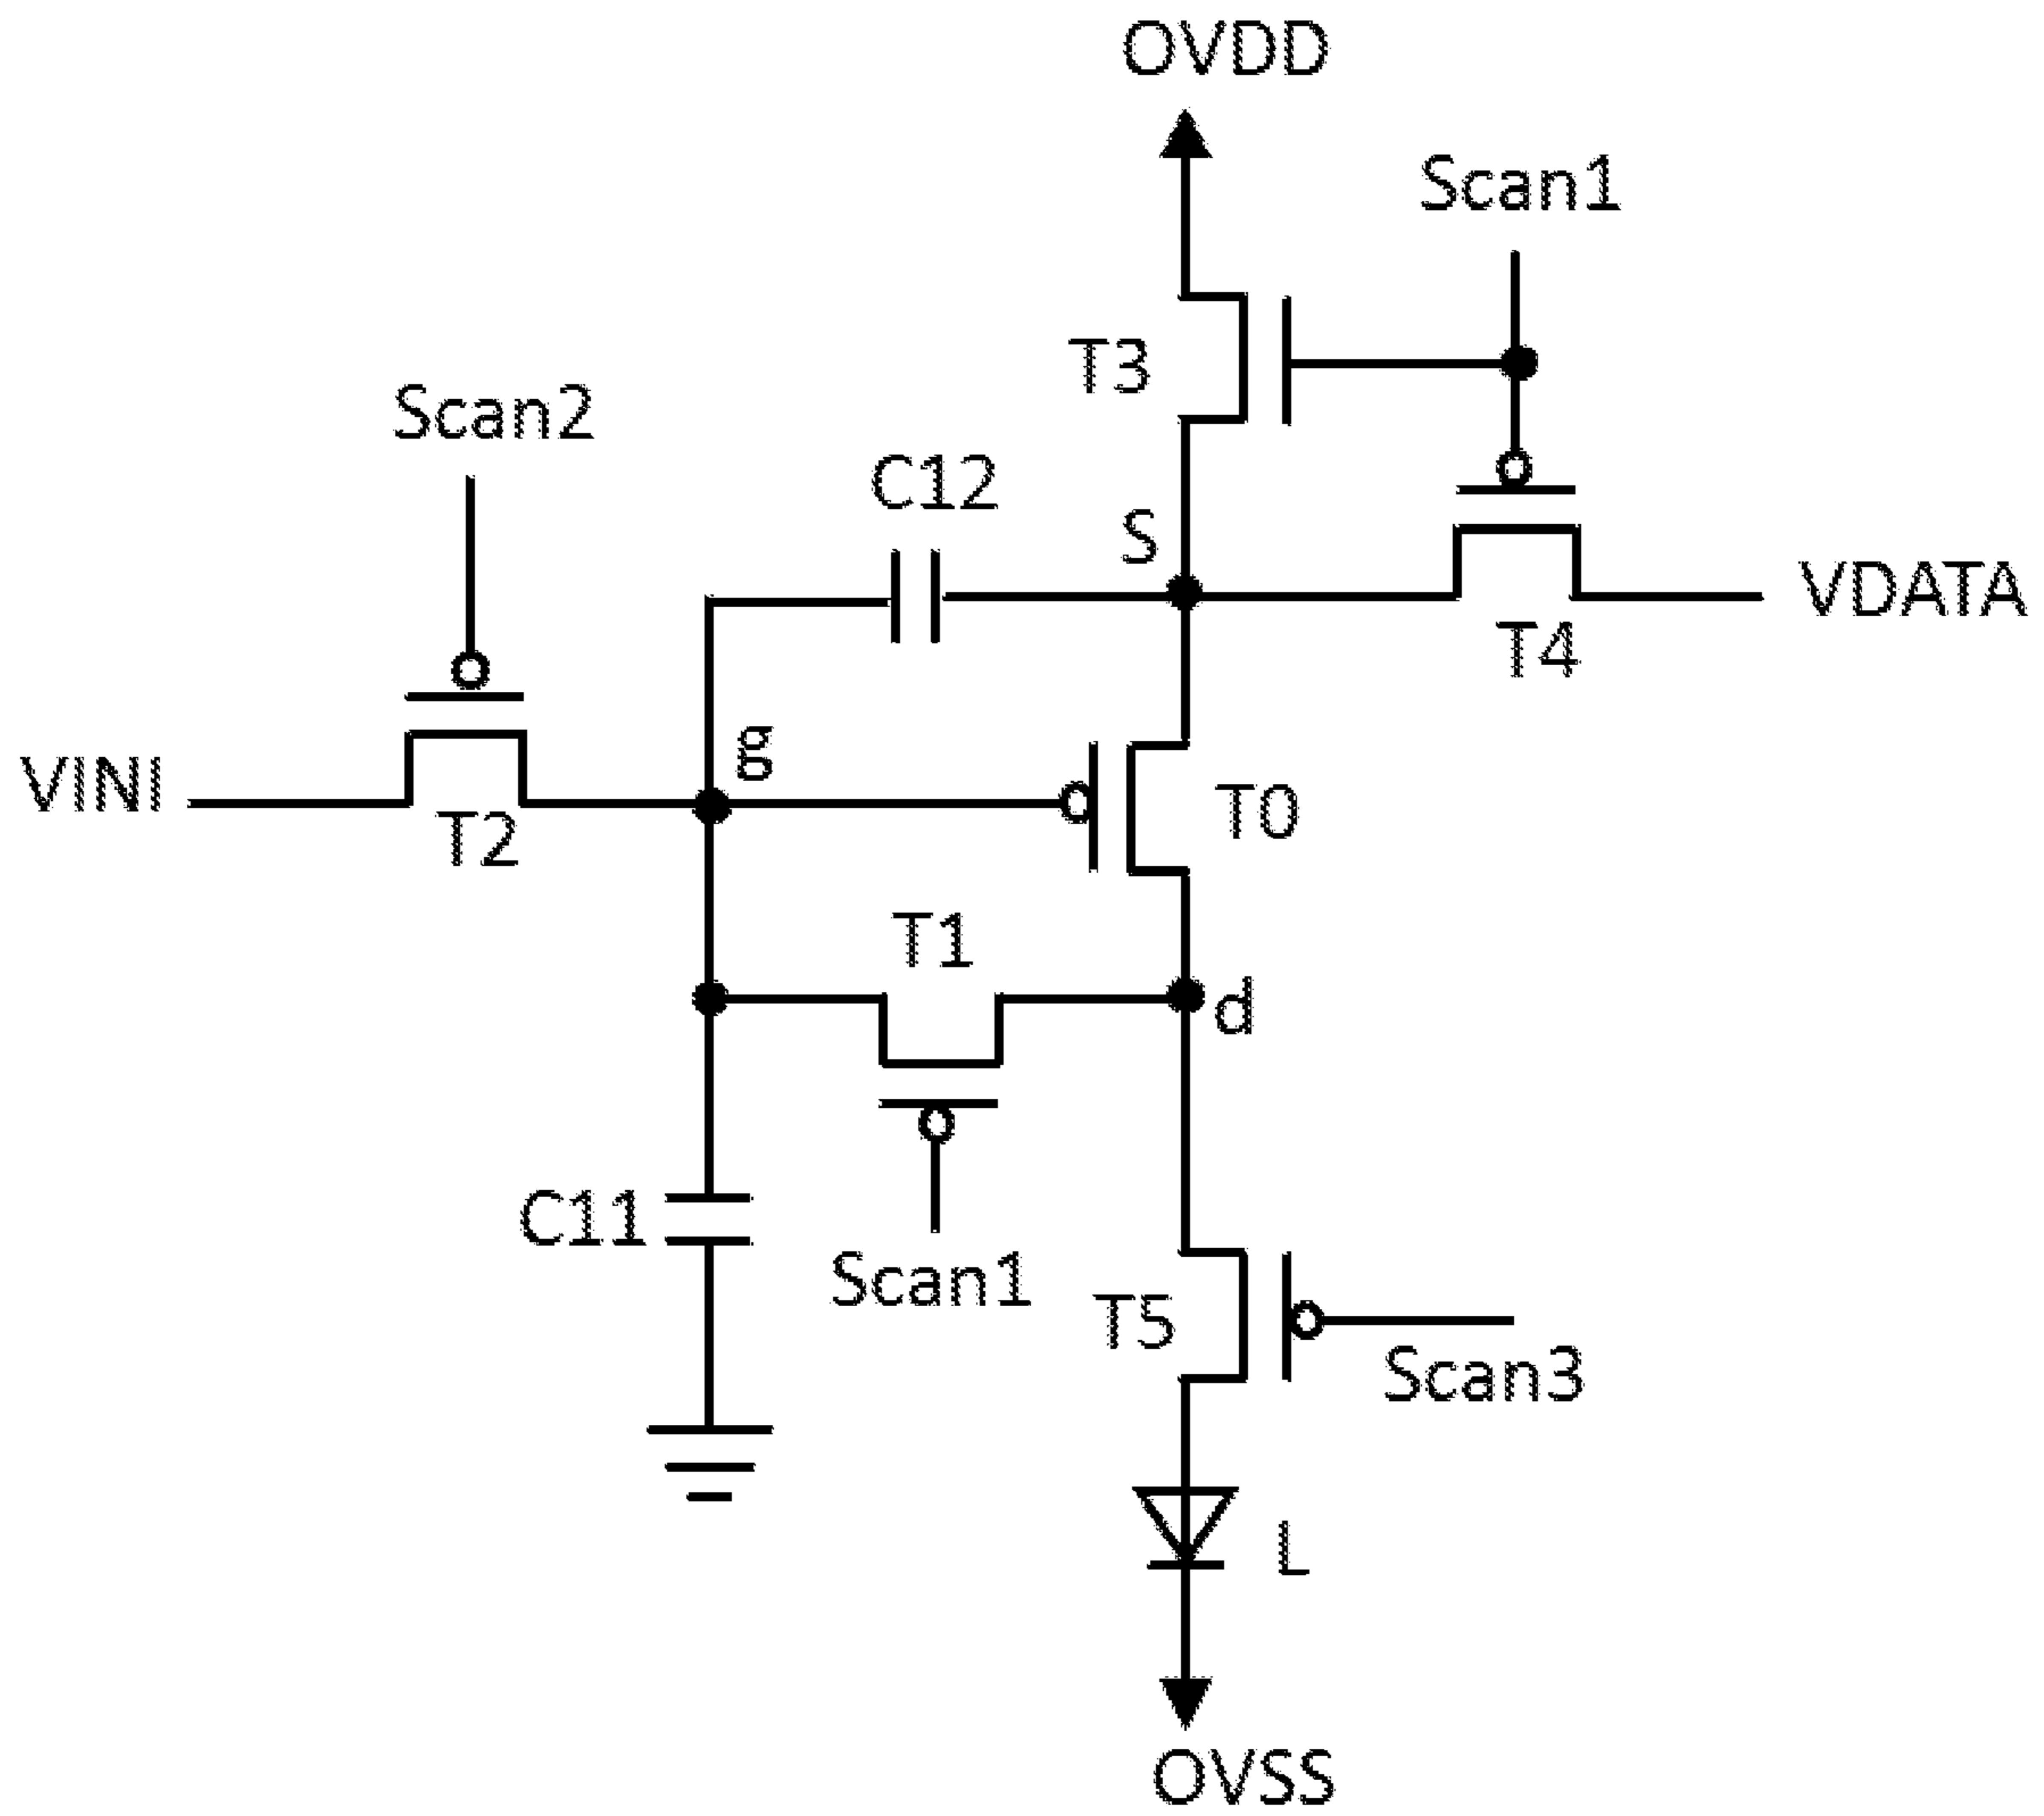 OVDD
Scan1
T3
Scan2
C12
S
VDATA
T4
g
VINI
T2
T0
T1
d
C11
Scan1
T5
Scan3
L
OVSS